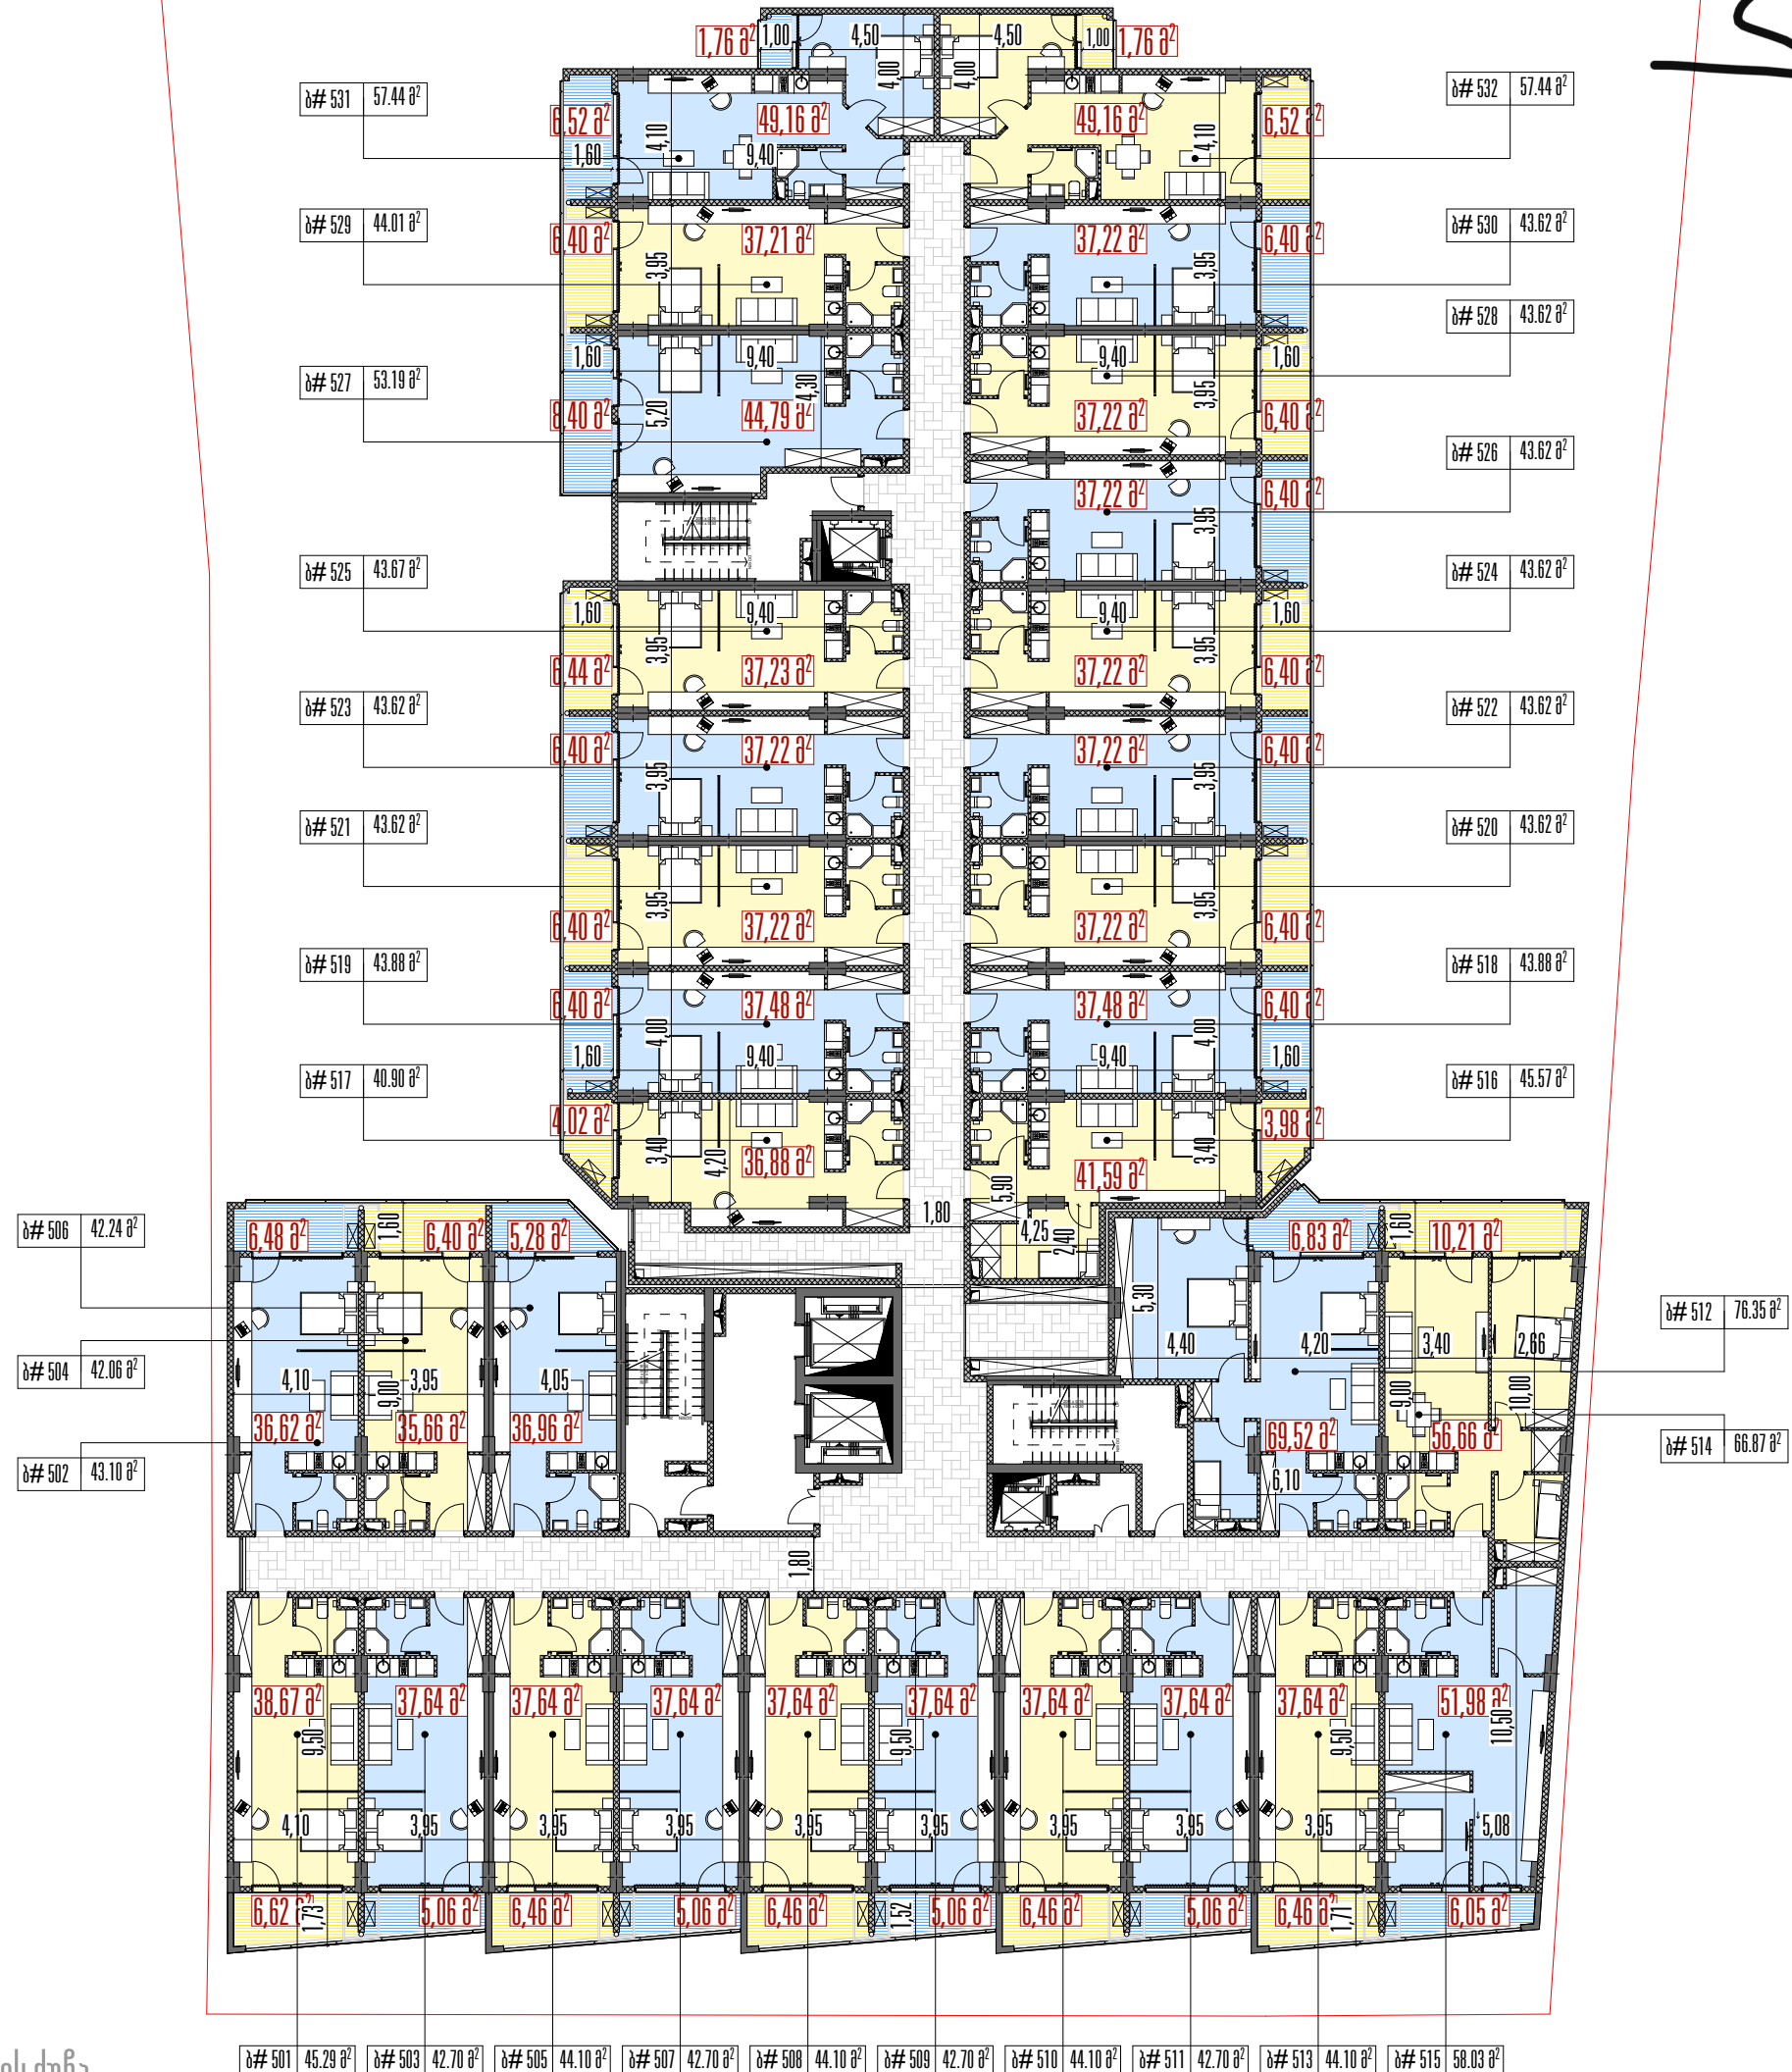 1,76 მ² 1,00 4,50 4,50 1,00 1,76 მ²
4,00 4,00
ბ# 531 57.44 მ²
ბ# 532 57.44 მ²
6,52 მ² 4,10 49,16 მ² 49,16 მ² 4,10 6,52 მ²
1,60 9,40
ბ# 529 44.01 მ²
ბ# 530 43.62 მ²
6,40 მ² 3,95 37,21 მ² 37,22 მ² 3,95 6,40 მ²
ბ# 528 43.62 მ²
1,60 9,40 9,40 1,60
ბ# 527 53.19 მ²
4,30 3,95
8,40 მ² 5,20 44,79 მ² 37,22 მ² 6,40 მ²
ბ# 526 43.62 მ²
37,22 მ² 3,95 6,40 მ²
ბ# 525 43.67 მ²
ბ# 524 43.62 მ²
1,60 9,40 9,40 1,60
3,95 3,95
6,44 მ² 37,23 მ² 37,22 მ² 6,40 მ²
ბ# 523 43.62 მ²
ბ# 522 43.62 მ²
6,40 მ² 3,95 37,22 მ² 37,22 მ² 3,95 6,40 მ²
ბ# 521 43.62 მ²
ბ# 520 43.62 მ²
3,95 3,95
6,40 მ² 37,22 მ² 37,22 მ² 6,40 მ²
ბ# 519 43.88 მ²
ბ# 518 43.88 მ²
6,40 მ² 37,48 მ² 37,48 მ² 6,40 მ²
4,00 4,00
1,60 9,40 9,40 1,60
ბ# 517 40.90 მ²
ბ# 516 45.57 მ²
4,02 მ² 3,40 4,20 36,88 მ² 41,59 მ² 3,40 3,98 მ²
5,90
1,80 4,25 2,40
ბ# 506 42.24 მ²
6,48 მ² 1,60 6,40 მ² 5,28 მ² 6,83 მ² 1,60 10,21 მ²
5,30
ბ# 512 76.35 მ²
4,40 4,20 3,40 2,66
ბ# 504 42.06 მ²
4,10 9,00 3,95 4,05 9,00 10,00
36,62 მ² 35,66 მ² 36,96 მ² 69,52 მ² 56,66 მ²
ბ# 514 66.87 მ²
ბ# 502 43.10 მ²
6,10
1,80
38,67 მ² 37,64 მ² 37,64 მ² 37,64 მ² 37,64 მ² 37,64 მ² 37,64 მ² 37,64 მ² 37,64 მ² 51,98 მ²
9,50 9,50 9,50 10,50
4,10 3,95 3,95 3,95 3,95 3,95 3,95 3,95 3,95 5,08
6,62 მ² 1,73 5,06 მ² 6,46 მ² 5,06 მ² 6,46 მ² 1,52 5,06 მ² 6,46 მ² 5,06 მ² 6,46 მ² 1,71 6,05 მ²
ბ# 501 45.29 მ² ბ# 503 42.70 მ² ბ# 505 44.10 მ² ბ# 507 42.70 მ² ბ# 508 44.10 მ² ბ# 509 42.70 მ² ბ# 510 44.10 მ² ბ# 511 42.70 მ² ბ# 513 44.10 მ² ბ# 515 58.03 მ²